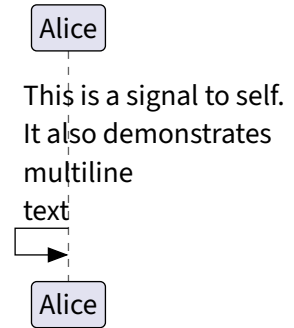 Alice
This is a signal to self.
It also demonstrates
multiline
text
Alice